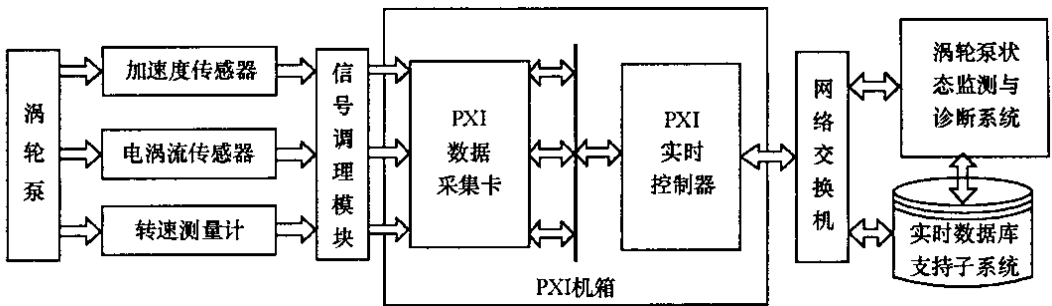 涡轮泵
加速度传感器
电涡流传感器
转速测量计
信号调理模块
PXI
数据
采集卡
PXI
实时
控制器
PXI机箱
网络交换机
涡轮泵状
态监测与
诊断系统
实时数据库
支持子系统